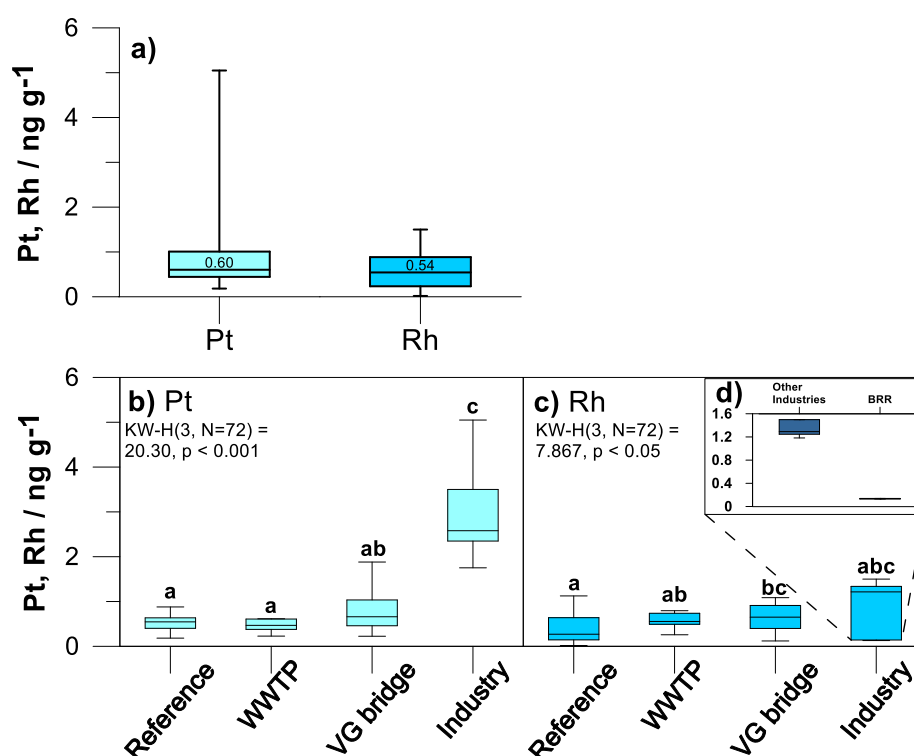 a)
Pt, Rh / ng g-1
6
4
2
0
0.60
0.54
Pt
Rh
Pt, Rh / ng g-1
6
4
2
0
b) Pt
KW-H(3, N=72) =
20.30, p < 0.001
a
a
ab
c
Reference
WWTP
VG bridge
Industry
c) Rh
KW-H(3, N=72) =
7.867, p < 0.05
a
ab
bc
abc
Reference
WWTP
VG bridge
Industry
d)
Other
Industries
BRR
1.6
1.2
0.8
0.4
0